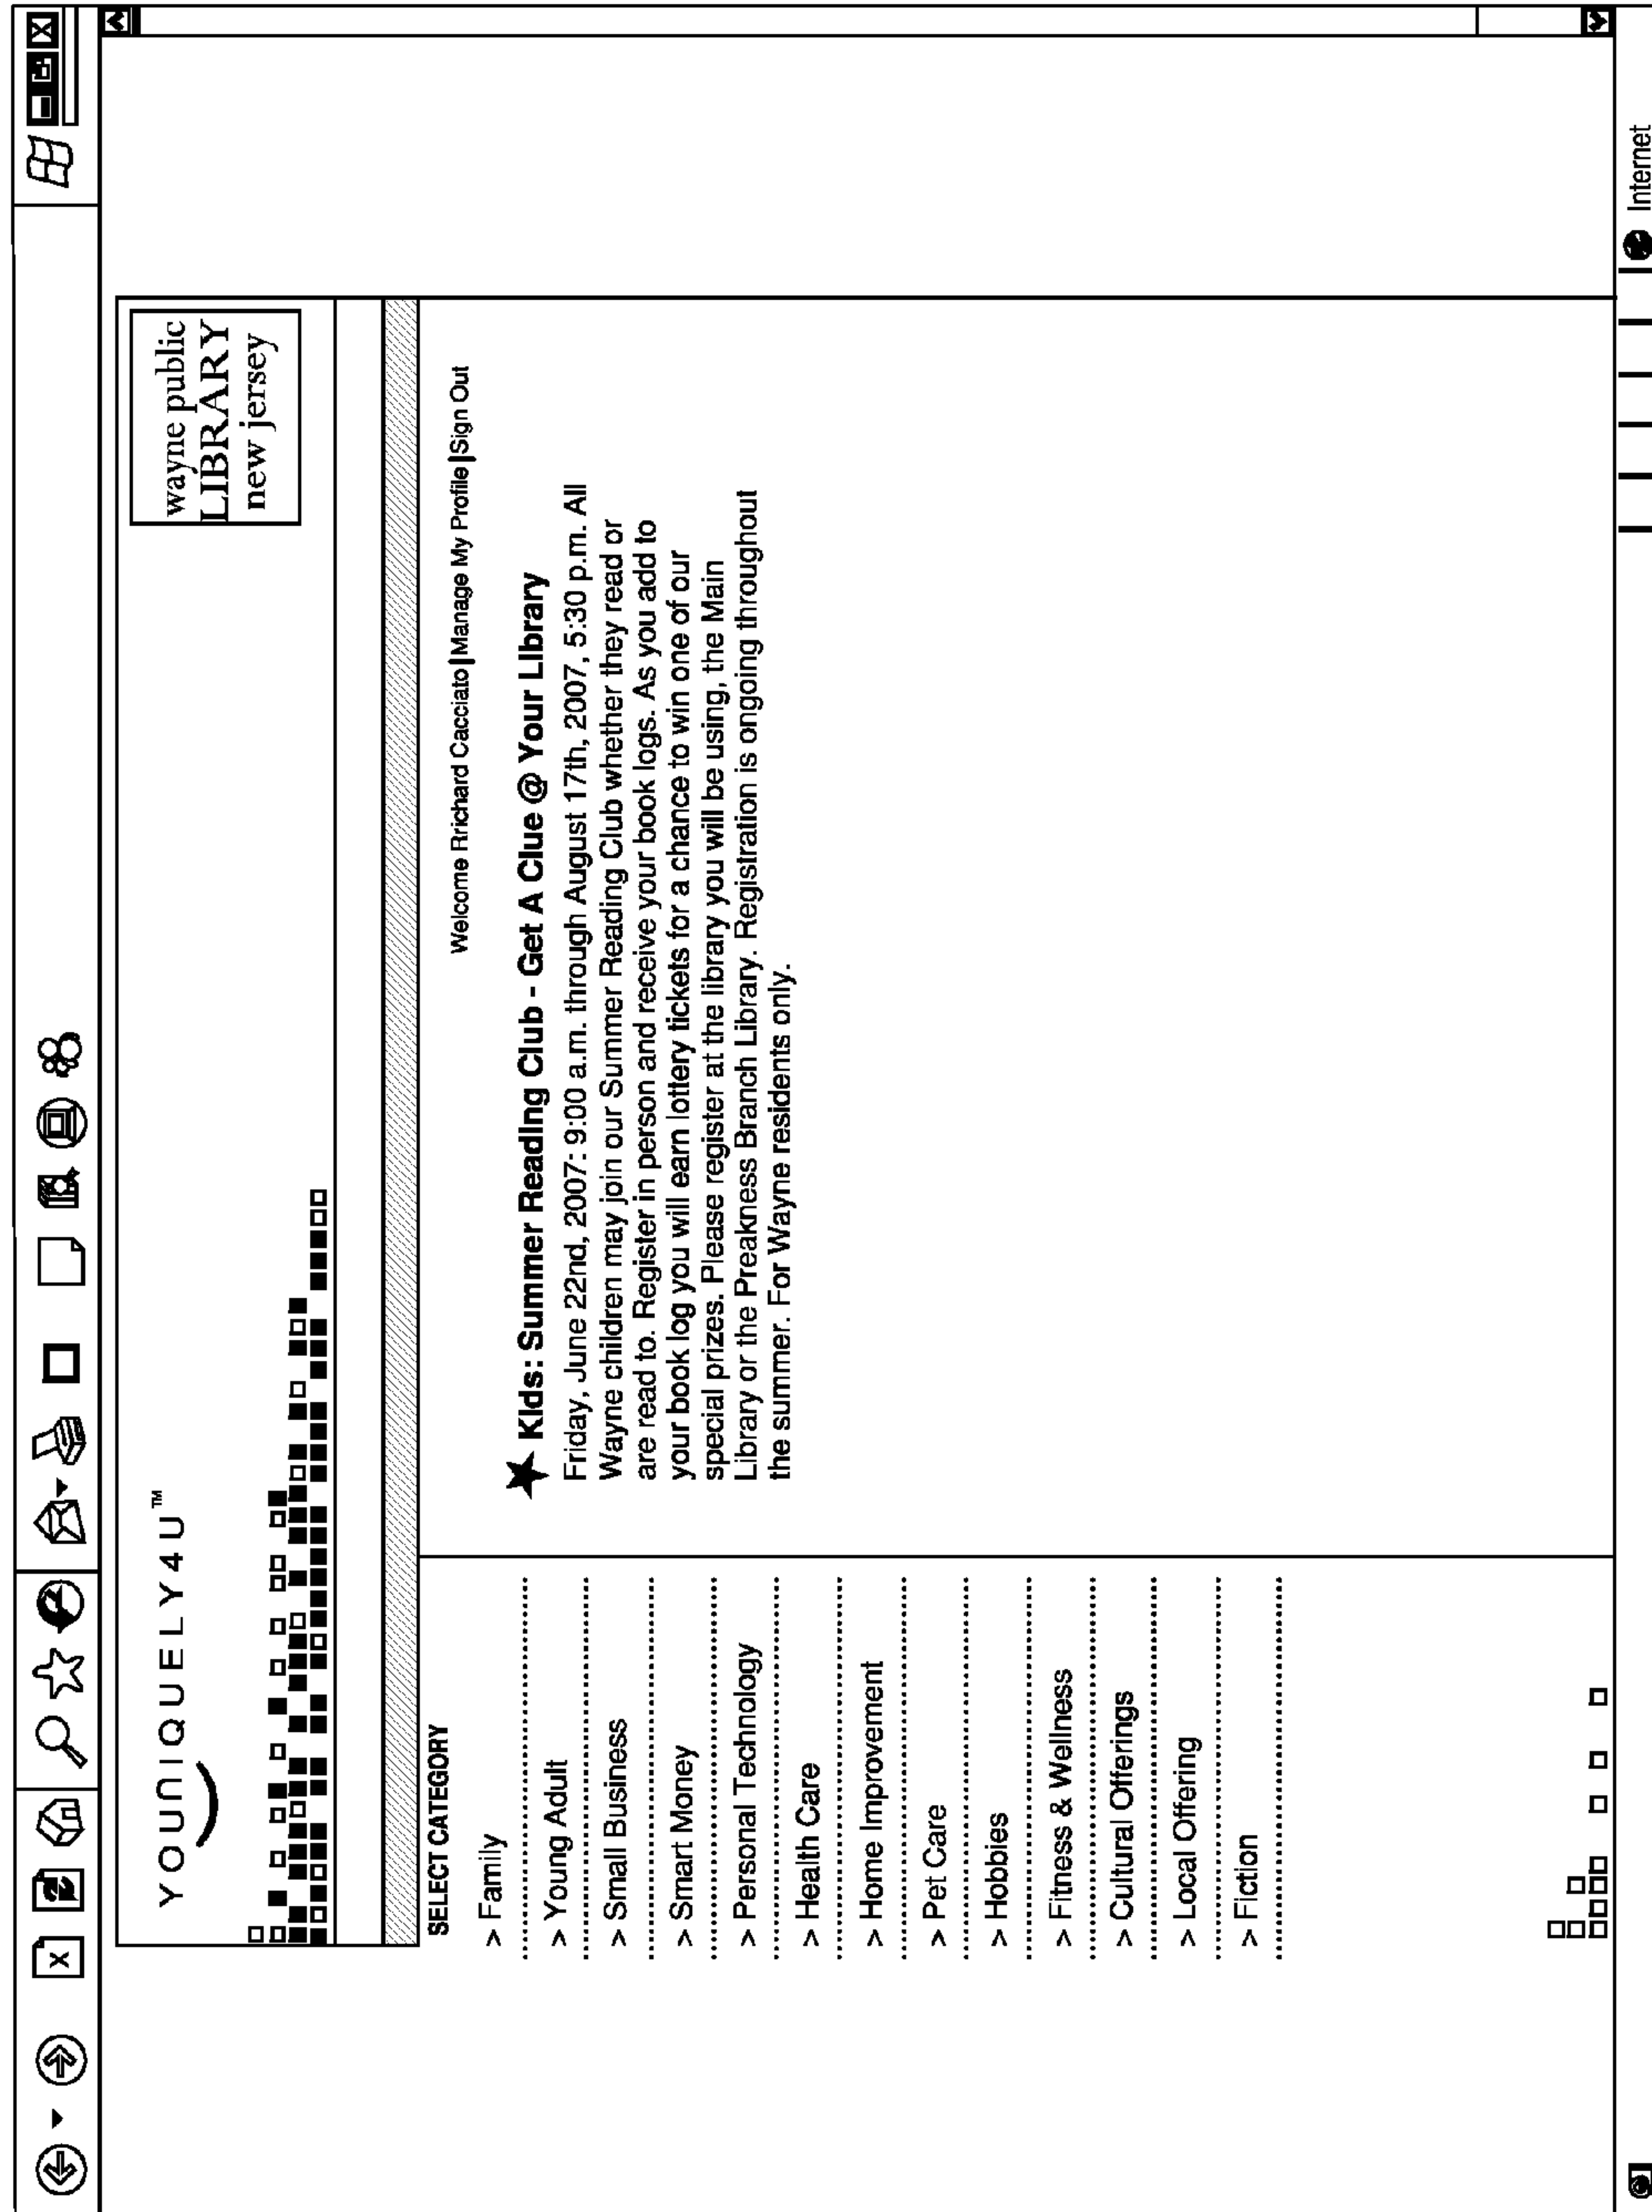 YOUNIQUELY4U™
wayne public
LIBRARY
new jersey
Welcome Rrichard Cacciato|Manage My Profile|Sign Out
SELECT CATEGORY
> Family
> Young Adult
> Small Business
> Smart Money
> Personal Technology
> Health Care
> Home Improvement
> Pet Care
> Hobbies
> Fitness & Wellness
> Cultural Offerings
> Local Offering
> Fiction
★ Kids: Summer Reading Club - Get A Clue @ Your Library
Friday, June 22nd, 2007: 9:00 a.m. through August 17th, 2007, 5:30 p.m. All
Wayne children may join our Summer Reading Club whether they read or
are read to. Register in person and receive your book logs. As you add to
your book log you will earn lottery tickets for a chance to win one of our
special prizes. Please register at the library you will be using, the Main
Library or the Preakness Branch Library. Registration is ongoing throughout
the summer. For Wayne residents only.
Internet